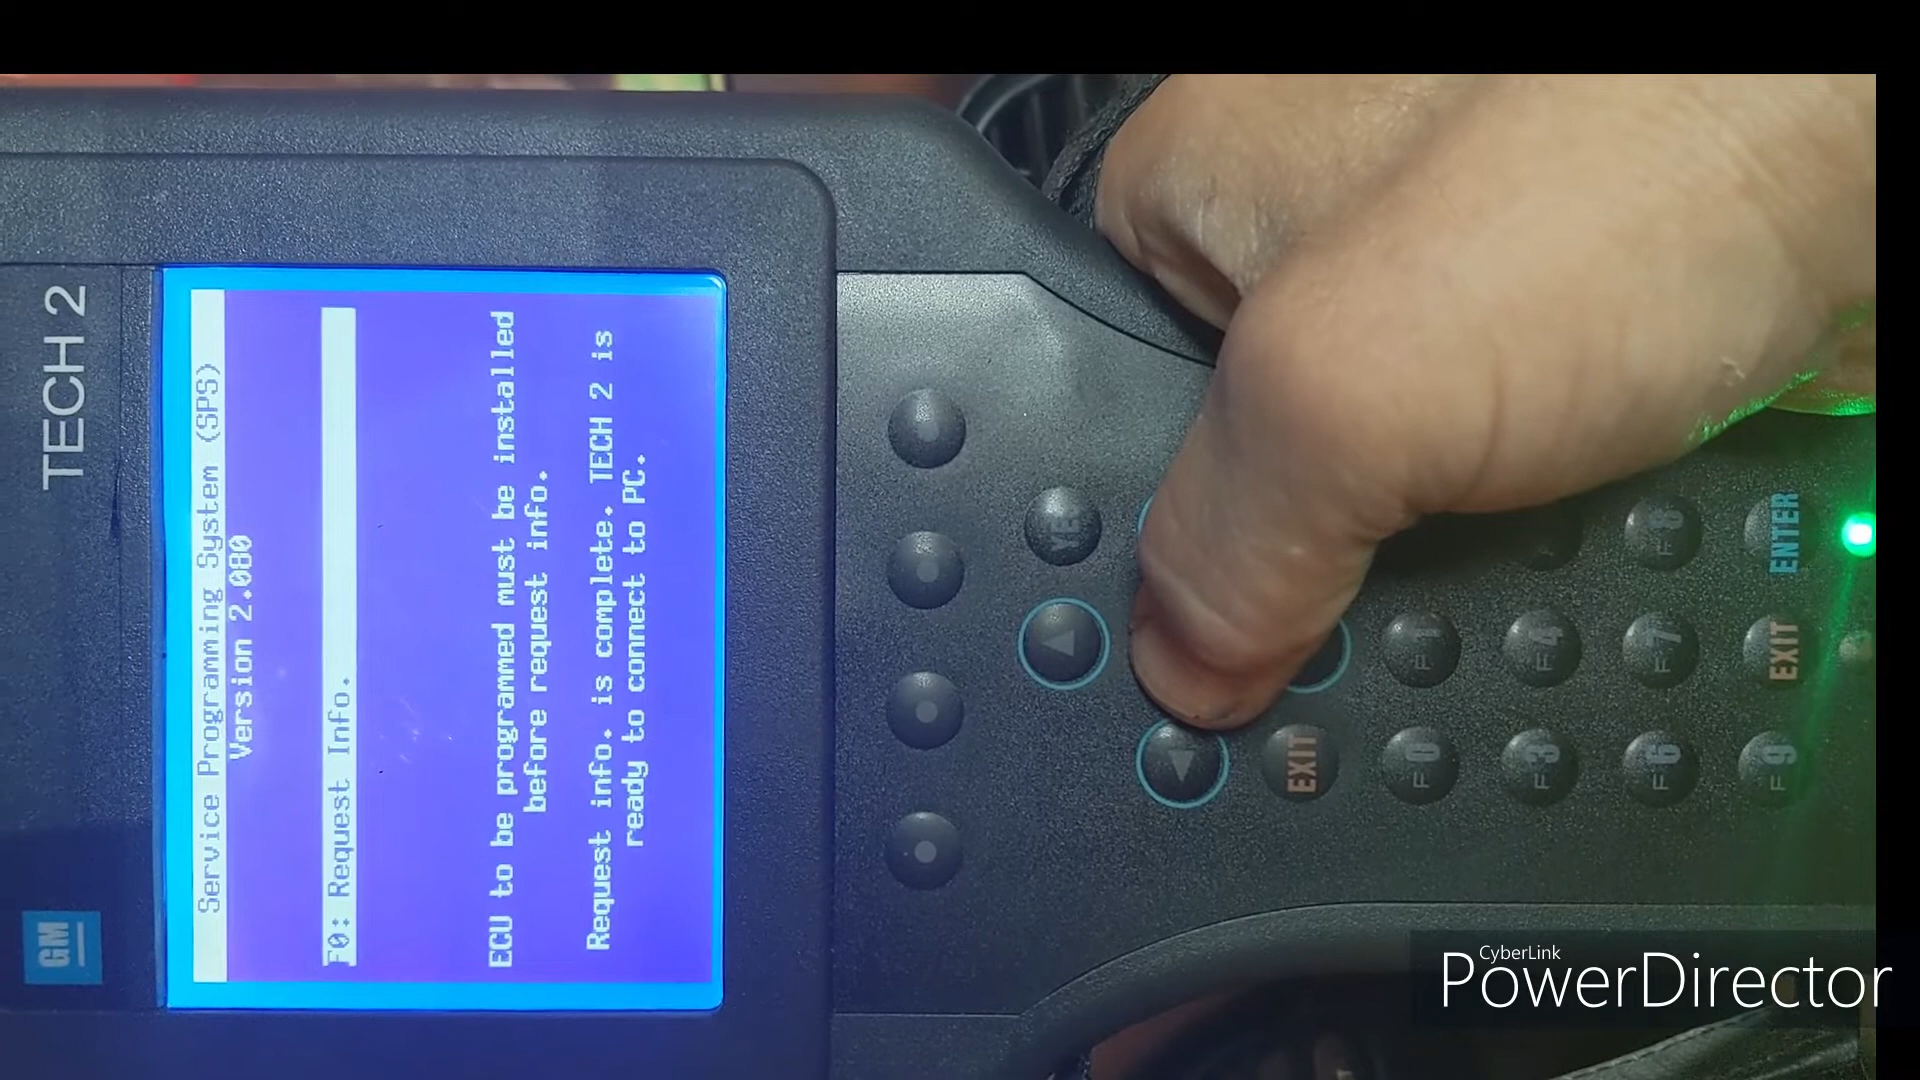 GM
TECH 2
Service Programming System (SPS)
Version 2.080
F0: Request Info.
ECU to be programmed must be installed
before request info.
Request info. is complete. TECH 2 is
ready to connect to PC.
YES
EXIT
F0
F1
F3
F4
F6
F7
F8
F9
EXIT
ENTER
CyberLink
PowerDirector